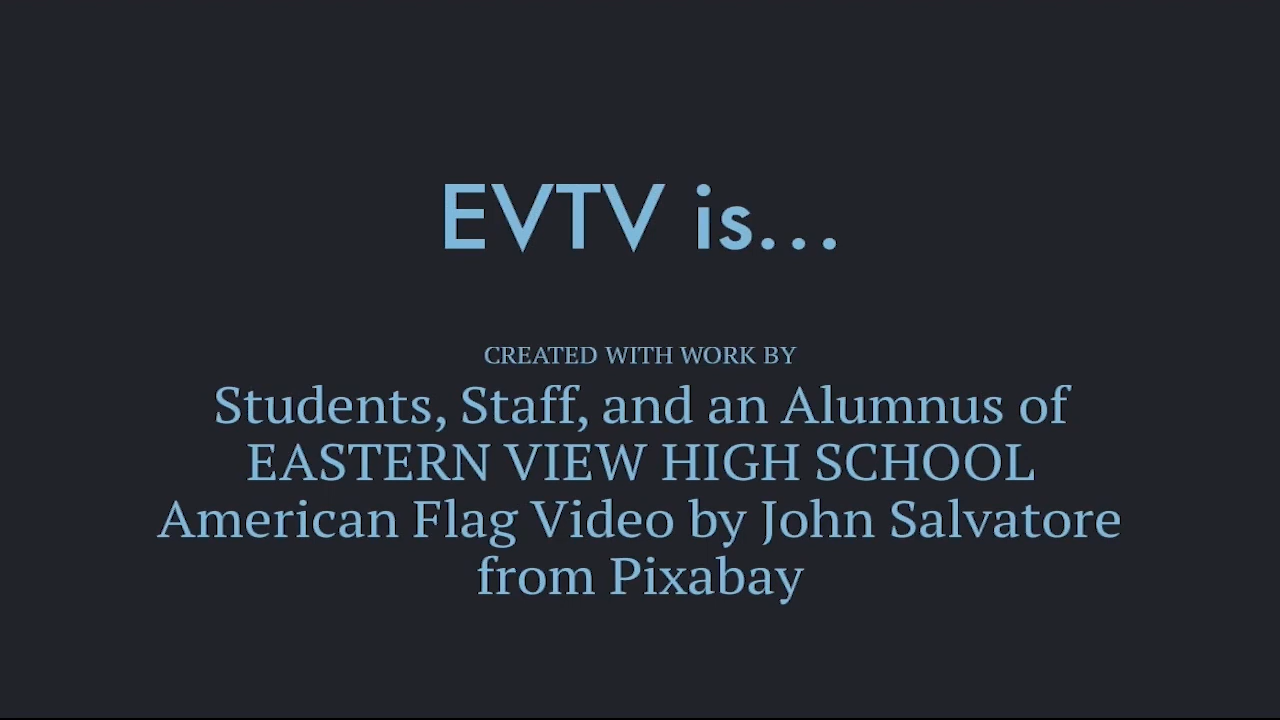 EVTV is...
CREATED WITH WORK BY
Students, Staff, and an Alumnus of
EASTERN VIEW HIGH SCHOOL
American Flag Video by John Salvatore
from Pixabay